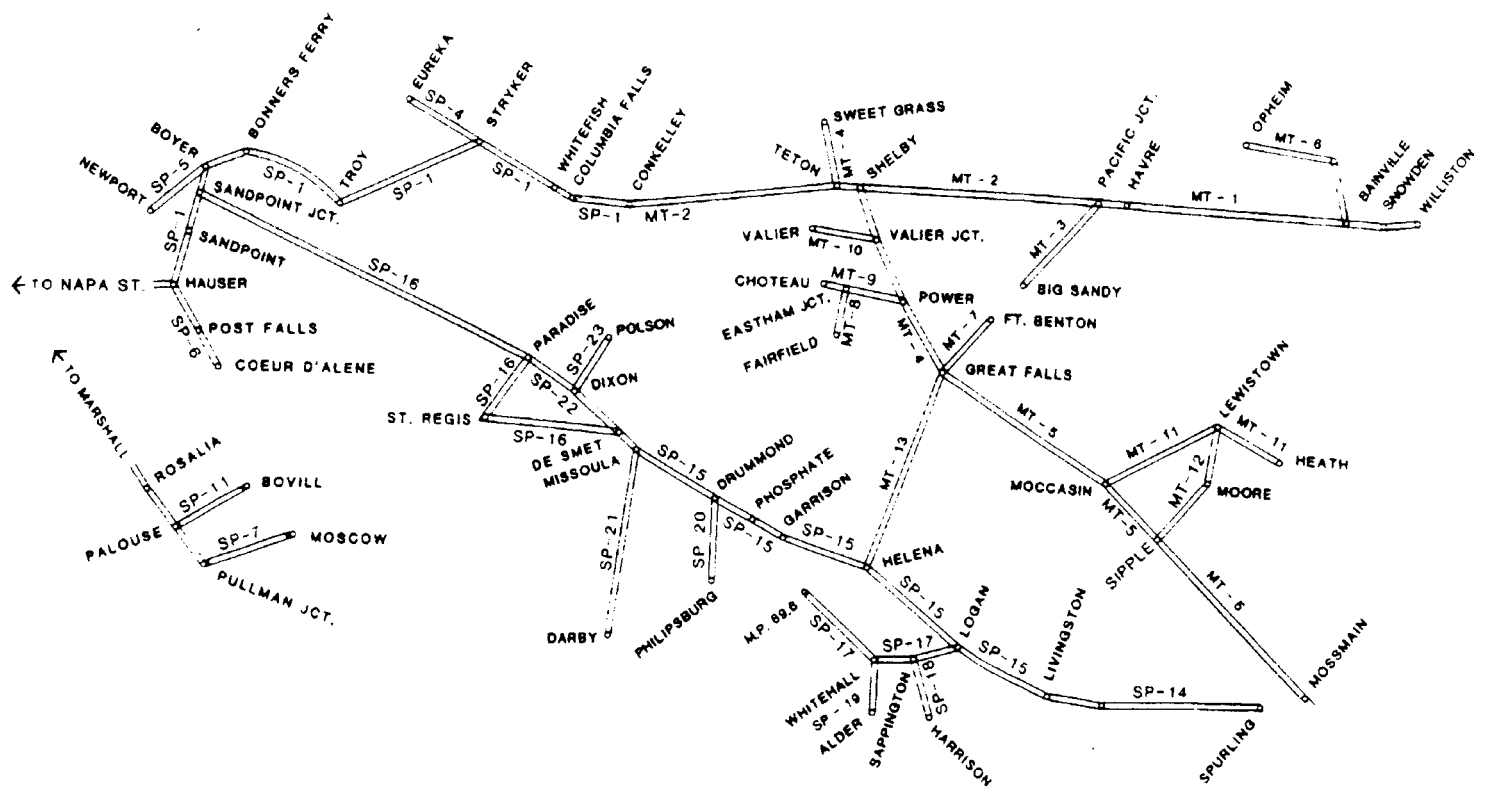 BONNERS FERRY
EUREKA
SP-4
STRYKER
WHITEFISH
COLUMBIA FALLS
CONKELLEY
SWEET GRASS
MT-4
TETON
SHELBY
PACIFIC JCT.
HAVRE
OPHEIM
MT-6
BAINVILLE
SNOWDEN
WILLISTON
BOYER
NEWPORT
SP-5
SP-1
TROY
SP-1
SP-1
SP-1
MT-2
MT-2
MT-1
SANDPOINT JCT.
SP-1
SANDPOINT
VALIER
MT-10
VALIER JCT.
MT-3
BIG SANDY
← TO NAPA ST.
HAUSER
SP-16
CHOTEAU
MT-9
EASTHAM JCT.
MT-8
FAIRFIELD
POWER
MT-4
MT-7
FT. BENTON
GREAT FALLS
POST FALLS
SP-6
COEUR D'ALENE
PARADISE
SP-23
POLSON
SP-16
SP-22
DIXON
ST. REGIS
SP-16
DE SMET
MISSOULA
TO MARSHALL
ROSALIA
SP-11
BOVILL
PALOUSE
SP-7
MOSCOW
PULLMAN JCT.
SP-15
DRUMMOND
PHOSPHATE
GARRISON
SP-15
SP-15
SP-21
SP 20
DARBY
PHILIPSBURG
MT-13
HELENA
MT-5
LEWISTOWN
MT-11
MT-11
HEATH
MOCCASIN
MT-12
MOORE
MT-5
SIPPLE
MT-5
MOSSMAIN
SP-15
LOGAN
LIVINGSTON
M.P. 69.6
SP-17
SP-17
SP-15
SP-18
WHITEHALL
SP-19
ALDER
SAPPINGTON
HARRISON
SP-14
SPURLING